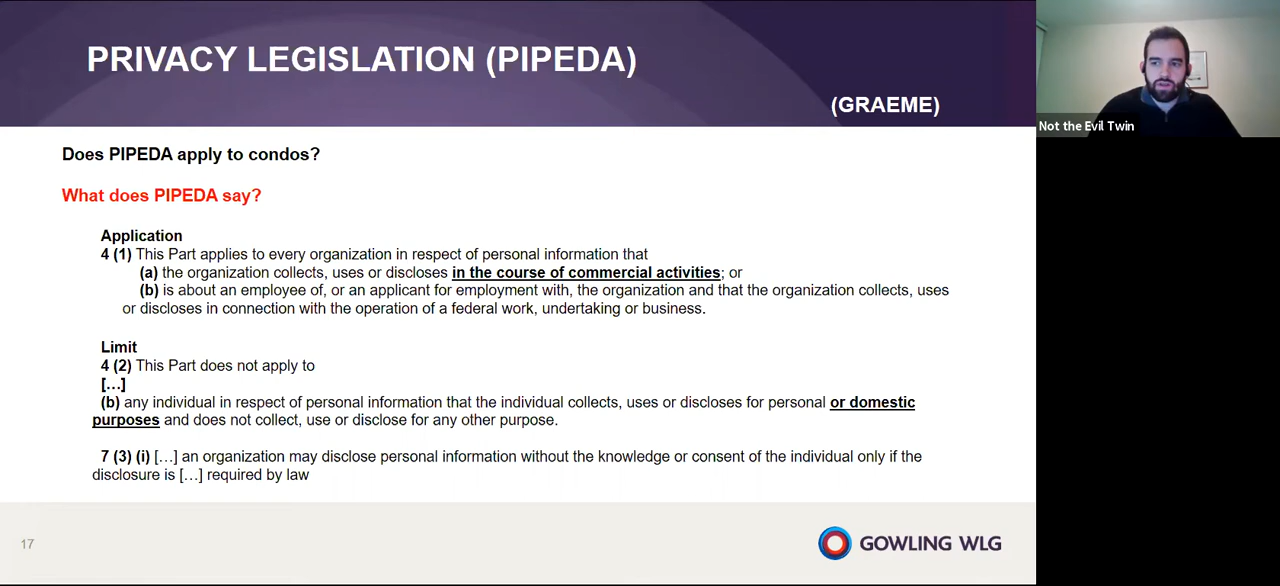 PRIVACY LEGISLATION (PIPEDA)
(GRAEME)
Not the Evil Twin
Does PIPEDA apply to condos?
What does PIPEDA say?
Application
4 (1) This Part applies to every organization in respect of personal information that
(a) the organization collects, uses or discloses in the course of commercial activities; or
(b) is about an employee of, or an applicant for employment with, the organization and that the organization collects, uses
or discloses in connection with the operation of a federal work, undertaking or business.
Limit
4 (2) This Part does not apply to
[…]
(b) any individual in respect of personal information that the individual collects, uses or discloses for personal or domestic
purposes and does not collect, use or disclose for any other purpose.
7 (3) (i) […] an organization may disclose personal information without the knowledge or consent of the individual only if the
disclosure is […] required by law
17
GOWLING WLG